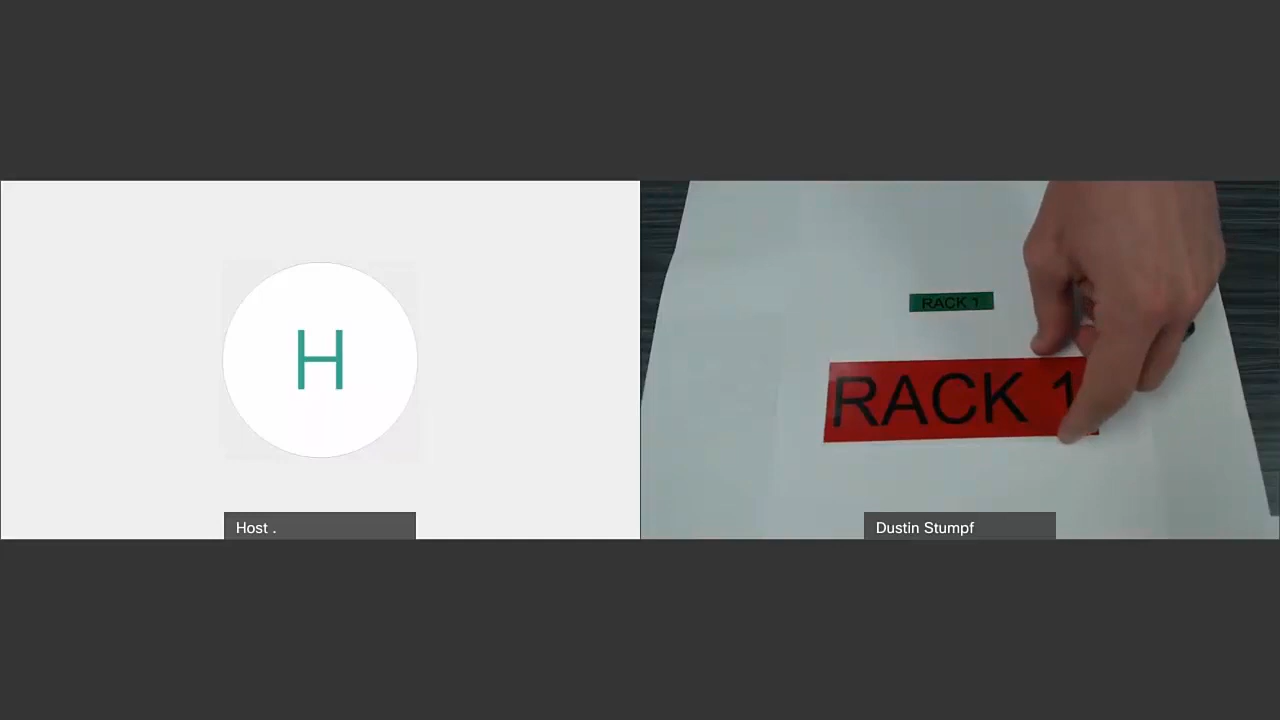 H
Host .
RACK 1
RACK 1
Dustin Stumpf